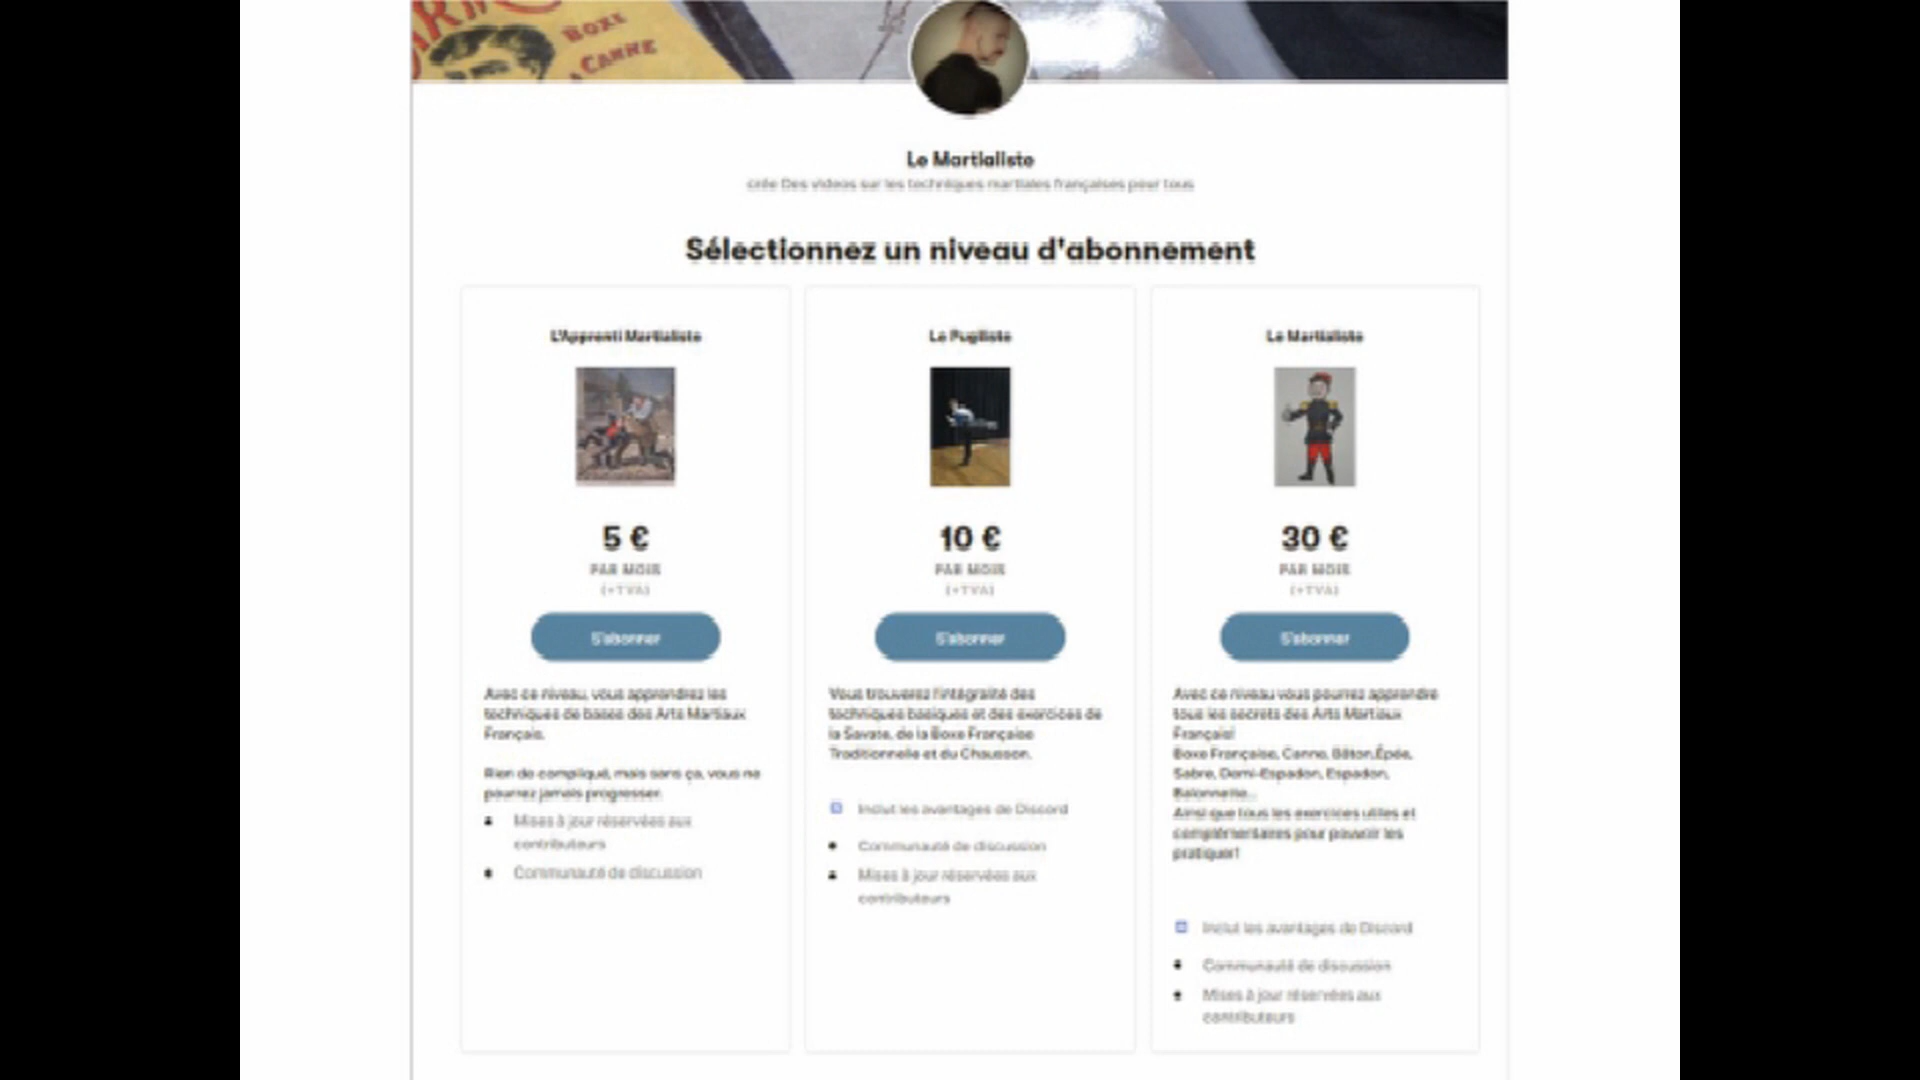 BOXE
CANNE
Le Martialiste
crée Des videos sur les techniques martiales françaises pour tous
Sélectionnez un niveau d'abonnement
L'Apprenti Martialiste
5 €
PAR MOIS
(+TVA)
S'abonner
Avec ce niveau, vous apprendrez les
techniques de bases des Arts Martiaux
Français.
Rien de compliqué, mais sans ça, vous ne
pourrez jamais progresser.
Mises à jour réservées aux
contributeurs
Communauté de discussion
Le Pugiliste
10 €
PAR MOIS
(+TVA)
S'abonner
Vous trouverez l'intégralité des
techniques basiques et des exercices de
la Savate, de la Boxe Française
Traditionnelle et du Chausson.
Inclut les avantages de Discord
Communauté de discussion
Mises à jour réservées aux
contributeurs
Le Martialiste
30 €
PAR MOIS
(+TVA)
S'abonner
Avec ce niveau vous pourrez apprendre
tous les secrets des Arts Martiaux
Français!
Boxe Française, Canne, Bâton,Épée,
Sabre, Demi-Espadon, Espadon,
Baïonnette...
Ainsi que tous les exercices utiles et
complémentaires pour pouvoir les
pratiquer!
Inclut les avantages de Discord
Communauté de discussion
Mises à jour réservées aux
contributeurs